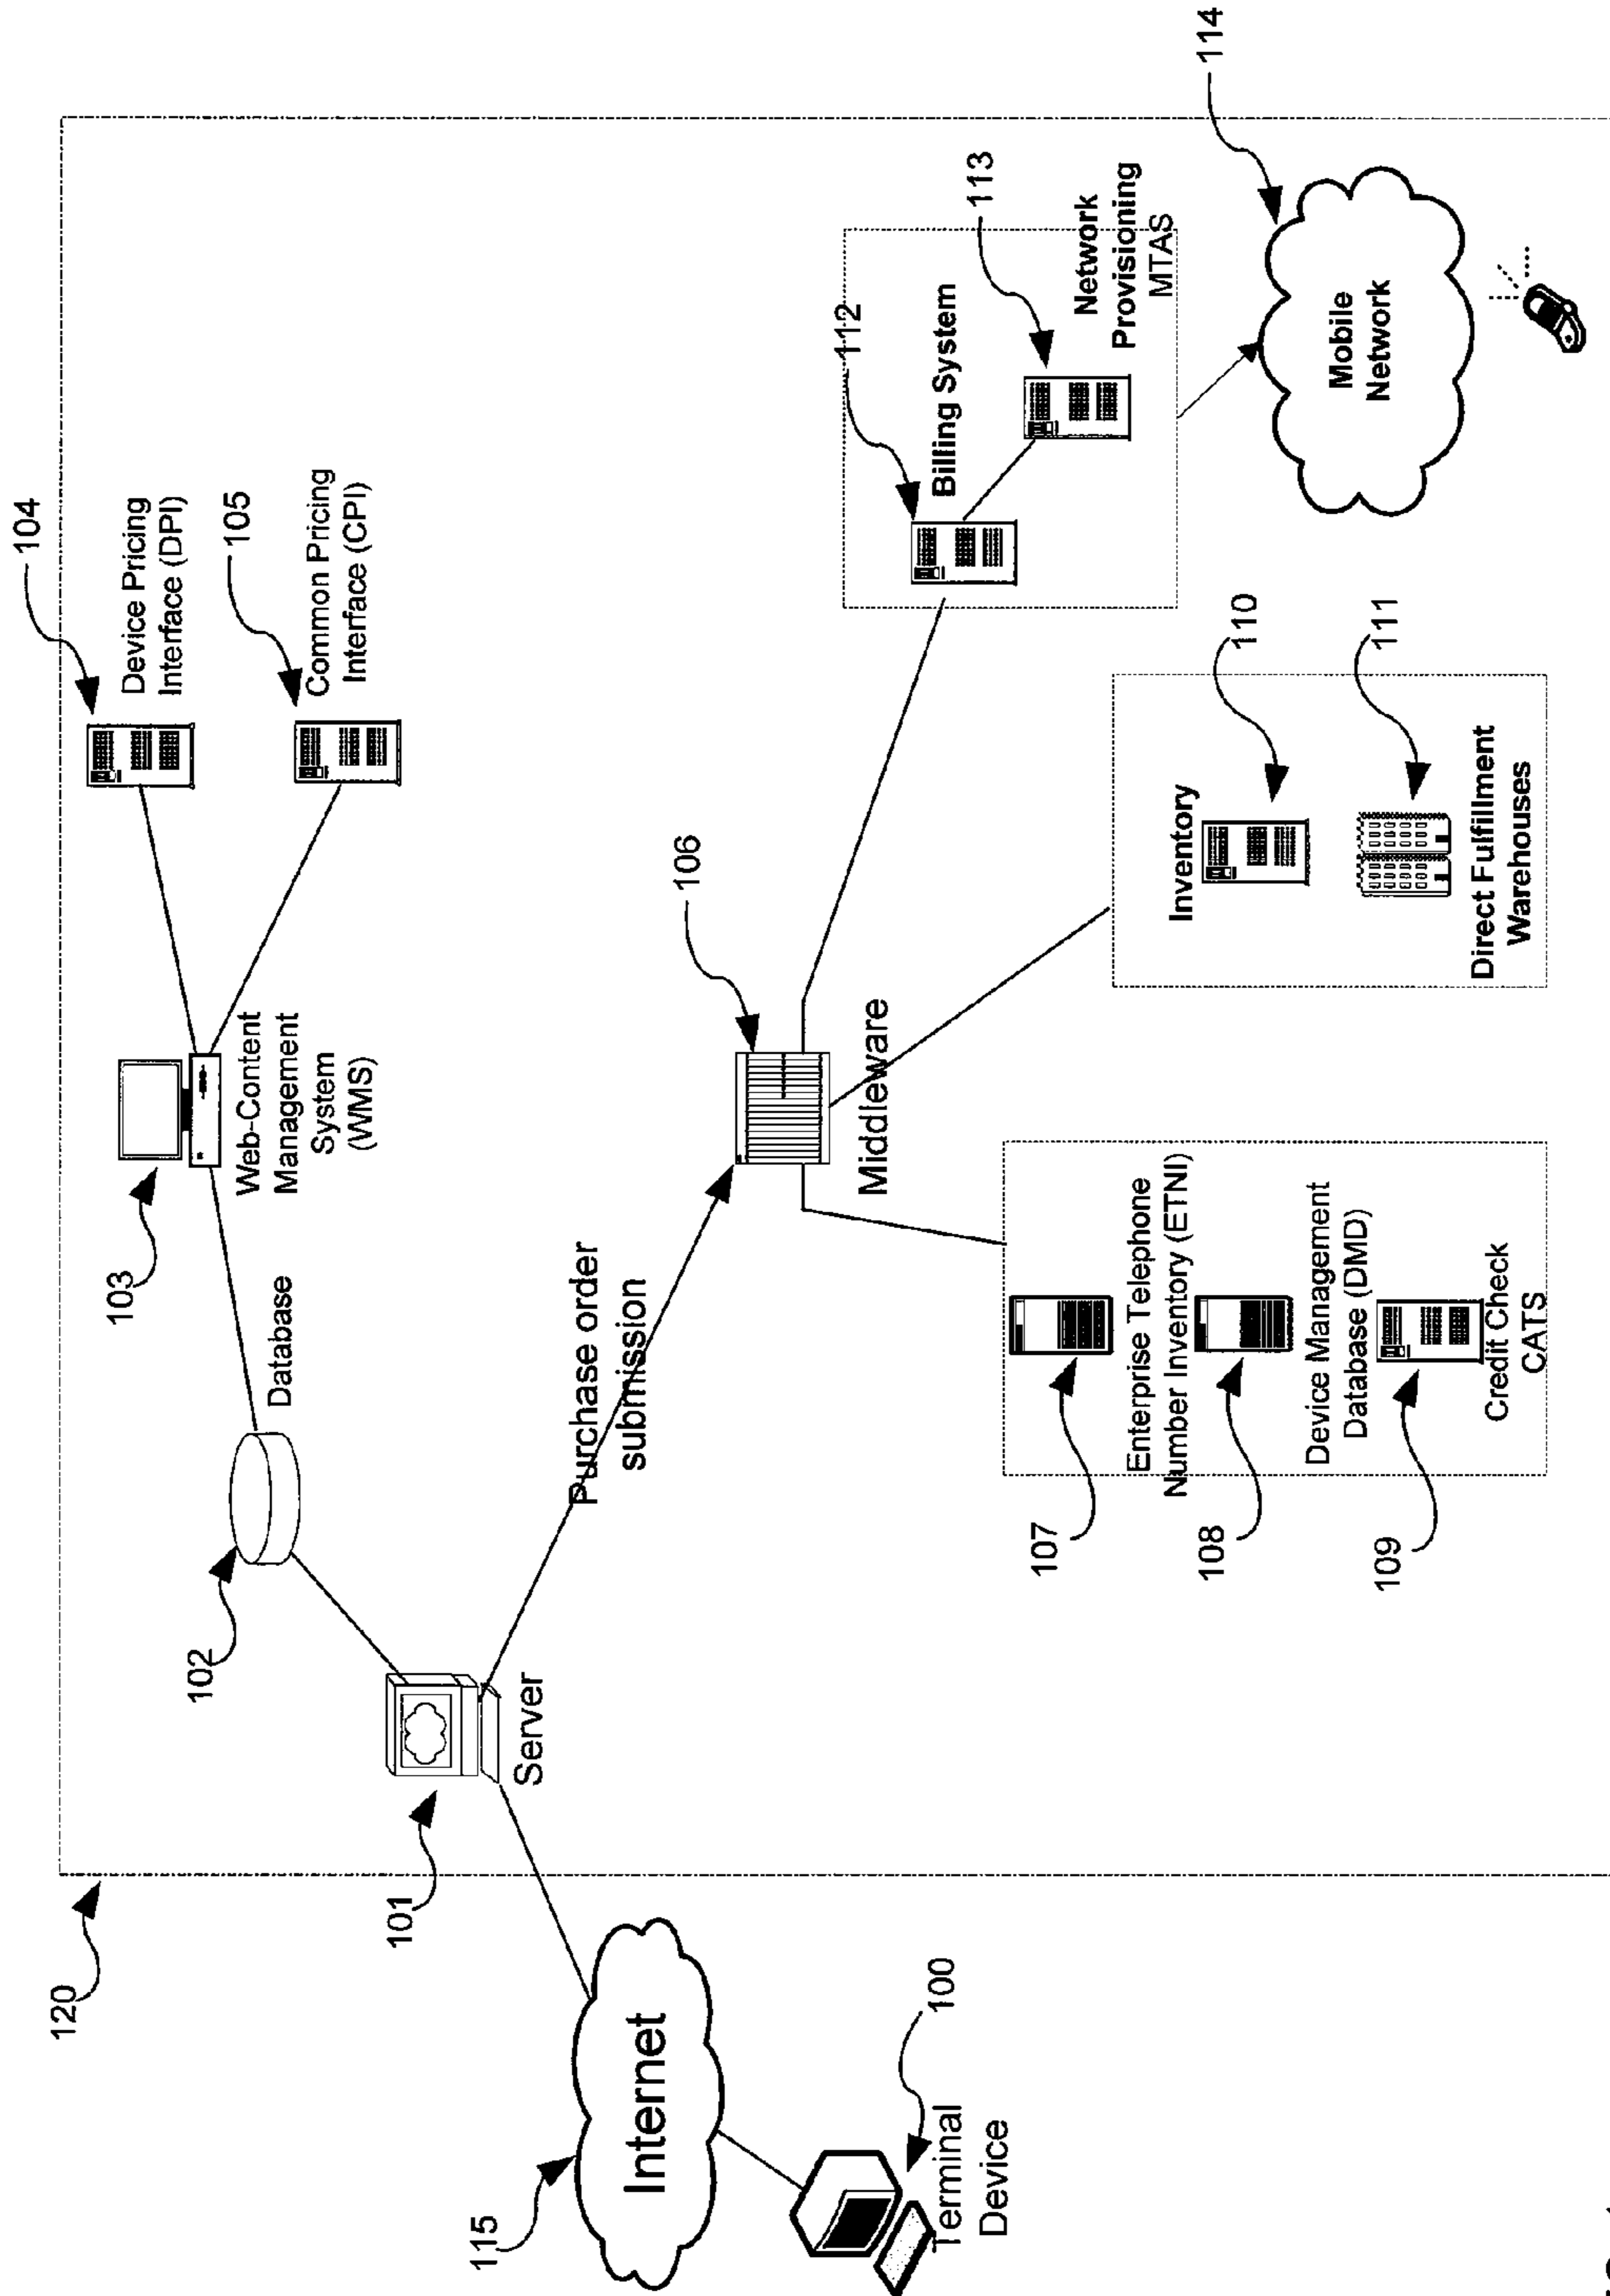 120
104
Device Pricing
Interface (DPI)
103
105
Web-Content
Management
System
(WMS)
Common Pricing
Interface (CPI)
102
Database
101
Server
115
Internet
100
Terminal
Device
Purchase order
submission
106
Middleware
112
Billing System
113
Network
Provisioning
MTAS
114
Mobile
Network
107
Enterprise Telephone
Number Inventory (ETNI)
108
Device Management
Database (DMD)
109
Credit Check
CATS
Inventory
110
111
Direct Fulfillment
Warehouses